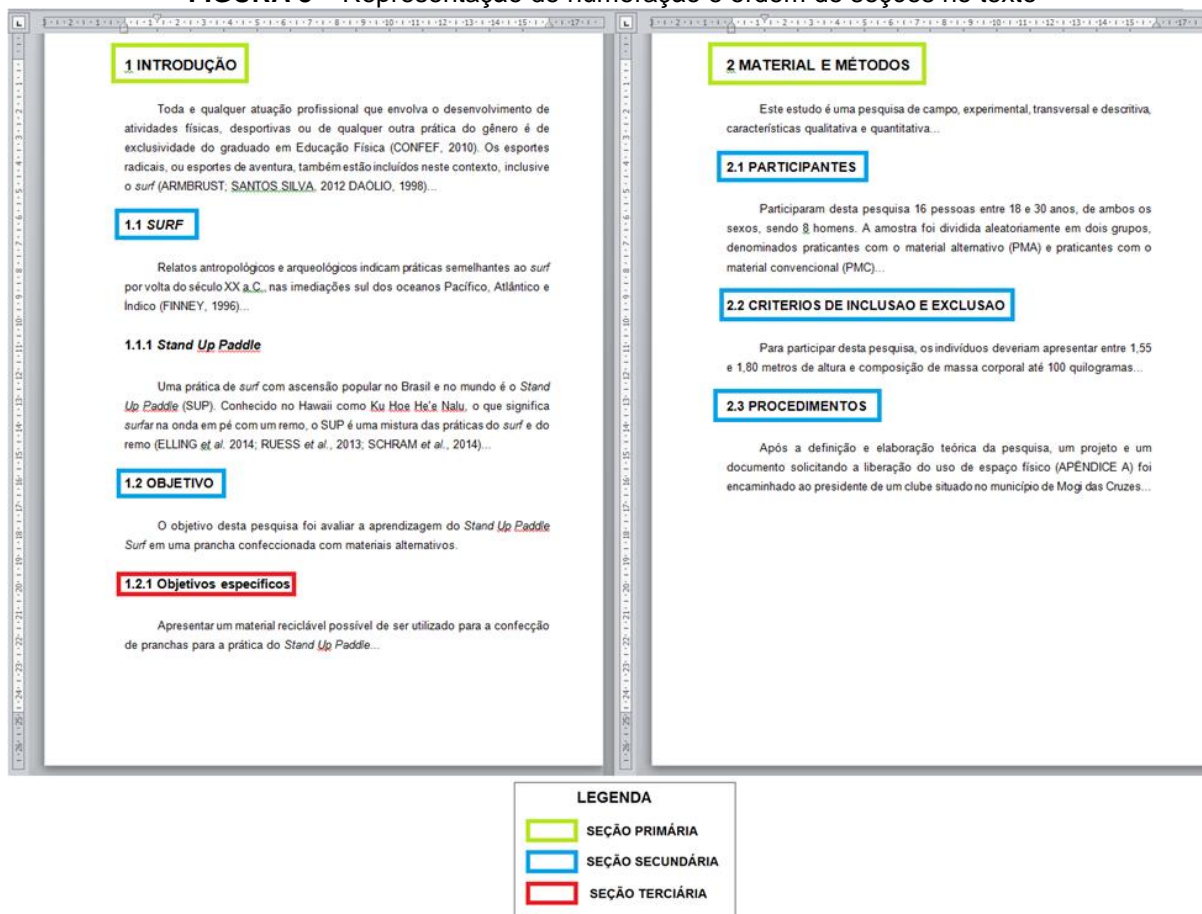 1 INTRODUÇÃO
Toda e qualquer atuação profissional que envolva o desenvolvimento de
atividades físicas, desportivas ou de qualquer outra prática do gênero é de
exclusividade do graduado em Educação Física (CONFEF, 2010). Os esportes
radicais, ou esportes de aventura, também estão incluídos neste contexto, inclusive
o surf (ARMBRUST; SANTOS SILVA, 2012 DAOLIO, 1998)...
1.1 SURF
Relatos antropológicos e arqueológicos indicam práticas semelhantes ao surf
por volta do século XX a.C., nas imediações sul dos oceanos Pacífico, Atlântico e
Índico (FINNEY, 1996)...
1.1.1 Stand Up Paddle
Uma prática de surf com ascensão popular no Brasil e no mundo é o Stand
Up Paddle (SUP). Conhecido no Hawaii como Ku Hoe He'e Nalu, o que significa
surfar na onda em pé com um remo, o SUP é uma mistura das práticas do surf e do
remo (ELLING et al. 2014; RUESS et al., 2013; SCHRAM et al., 2014)...
1.2 OBJETIVO
O objetivo desta pesquisa foi avaliar a aprendizagem do Stand Up Paddle
Surf em uma prancha confeccionada com materiais alternativos.
1.2.1 Objetivos especificos
Apresentar um material reciclável possível de ser utilizado para a confecção
de pranchas para a prática do Stand Up Paddle...
2 MATERIAL E MÉTODOS
Este estudo é uma pesquisa de campo, experimental, transversal e descritiva,
características qualitativa e quantitativa...
2.1 PARTICIPANTES
Participaram desta pesquisa 16 pessoas entre 18 e 30 anos, de ambos os
sexos, sendo 8 homens. A amostra foi dividida aleatoriamente em dois grupos,
denominados praticantes com o material alternativo (PMA) e praticantes com o
material convencional (PMC)...
2.2 CRITERIOS DE INCLUSAO E EXCLUSAO
Para participar desta pesquisa, os indivíduos deveriam apresentar entre 1,55
e 1,80 metros de altura e composição de massa corporal até 100 quilogramas...
2.3 PROCEDIMENTOS
Após a definição e elaboração teórica da pesquisa, um projeto e um
documento solicitando a liberação do uso de espaço físico (APÊNDICE A) foi
encaminhado ao presidente de um clube situado no município de Mogi das Cruzes...
LEGENDA
SEÇÃO PRIMÁRIA
SEÇÃO SECUNDÁRIA
SEÇÃO TERCIÁRIA